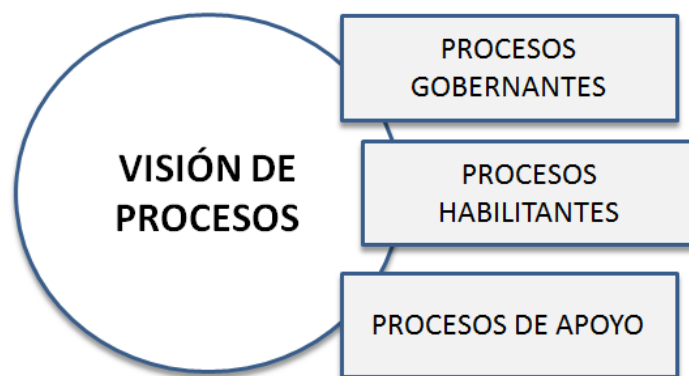 VISIÓN DE
PROCESOS
PROCESOS
GOBERNANTES
PROCESOS
HABILITANTES
PROCESOS DE APOYO